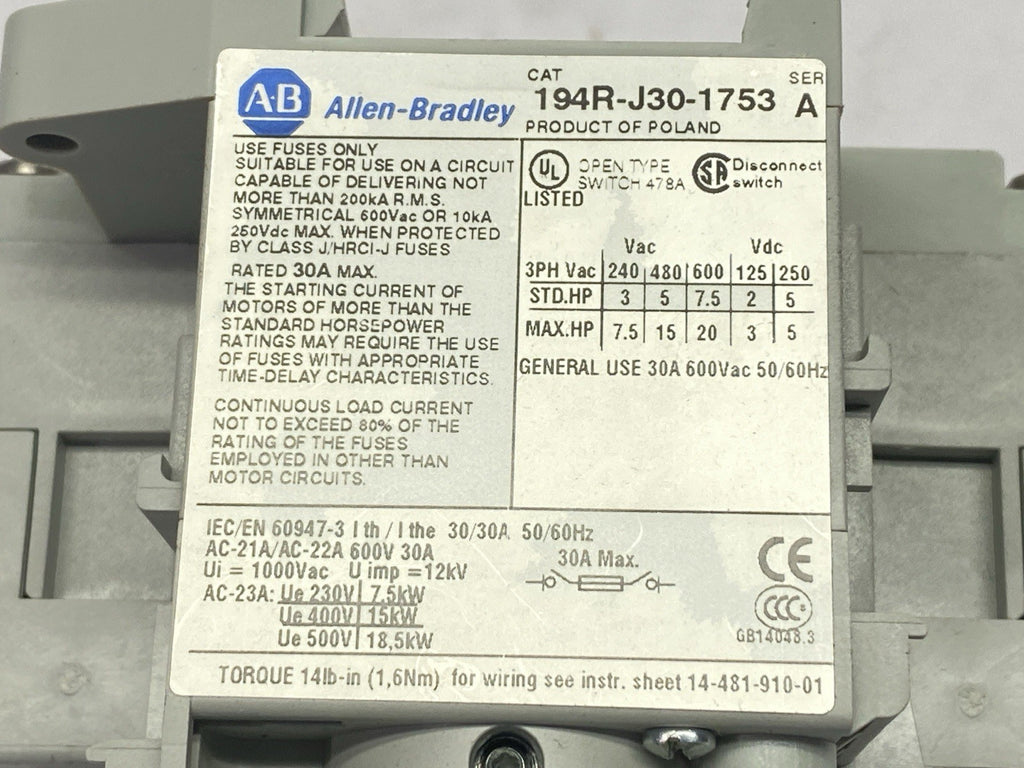 A-B Allen-Bradley
CAT
194R-J30-1753
SER
A
PRODUCT OF POLAND
USE FUSES ONLY
SUITABLE FOR USE ON A CIRCUIT
CAPABLE OF DELIVERING NOT
MORE THAN 200kA R.M.S.
SYMMETRICAL 600Vac OR 10kA
250Vdc MAX. WHEN PROTECTED
BY CLASS J/HRCI-J FUSES
RATED 30A MAX.
THE STARTING CURRENT OF
MOTORS OF MORE THAN THE
STANDARD HORSEPOWER
RATINGS MAY REQUIRE THE USE
OF FUSES WITH APPROPRIATE
TIME-DELAY CHARACTERISTICS.
CONTINUOUS LOAD CURRENT
NOT TO EXCEED 80% OF THE
RATING OF THE FUSES
EMPLOYED IN OTHER THAN
MOTOR CIRCUITS.
UL
LISTED
OPEN TYPE
SWITCH 478A
SA
Disconnect
switch
Vac Vdc
3PH Vac 240 480 600 125 250
STD.HP 3 5 7.5 2 5
MAX.HP 7.5 15 20 3 5
GENERAL USE 30A 600Vac 50/60Hz
IEC/EN 60947-3 I th / I the 30/30A 50/60Hz
AC-21A/AC-22A 600V 30A
Ui = 1000Vac U imp =12kV
AC-23A: Ue 230V 7,5kW
Ue 400V 15kW
Ue 500V 18,5kW
30A Max.
CE
CCC
GB14048.3
TORQUE 14lb-in (1,6Nm) for wiring see instr. sheet 14-481-910-01